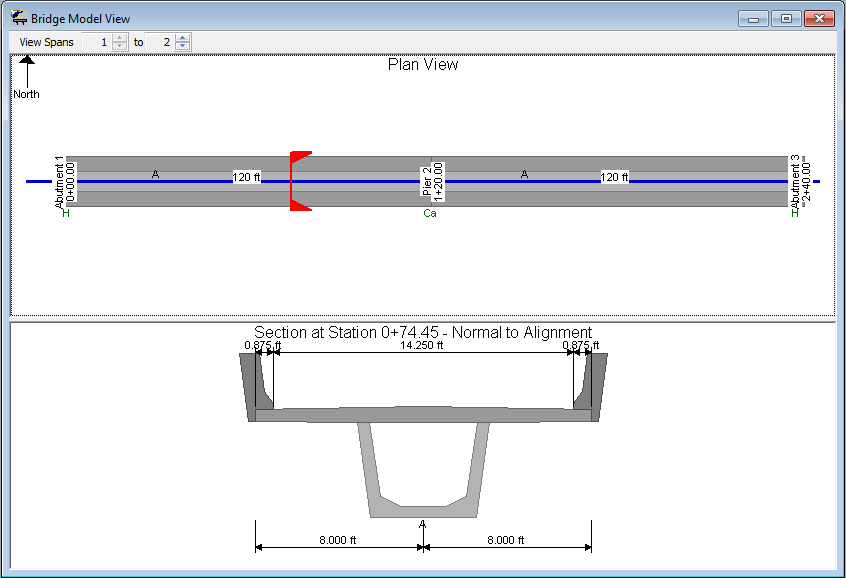 Bridge Model View
View Spans 1 to 2
Plan View
North
Abutment 1
0+00.00
A
120 ft
Pier 2
1+20.00
A
120 ft
Abutment 3
2+40.00
H
Ca
H
Section at Station 0+74.45 - Normal to Alignment
0.875 ft 14.250 ft 0.875 ft
A
8.000 ft 8.000 ft